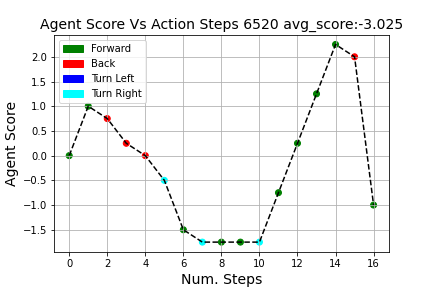 Agent Score Vs Action Steps 6520 avg_score:-3.025
Forward
Back
Turn Left
Turn Right
2.0
1.5
1.0
0.5
0.0
−0.5
−1.0
−1.5
Agent Score
0 2 4 6 8 10 12 14 16
Num. Steps